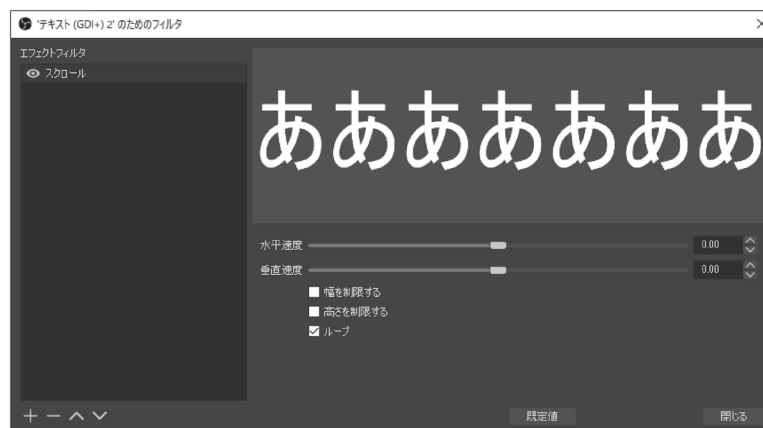 'テキスト (GDI+) 2' のためのフィルタ
エフェクトフィルタ
スクロール
あああああああ
水平速度 0.00
垂直速度 0.00
幅を制限する
高さを制限する
ループ
既定値 閉じる